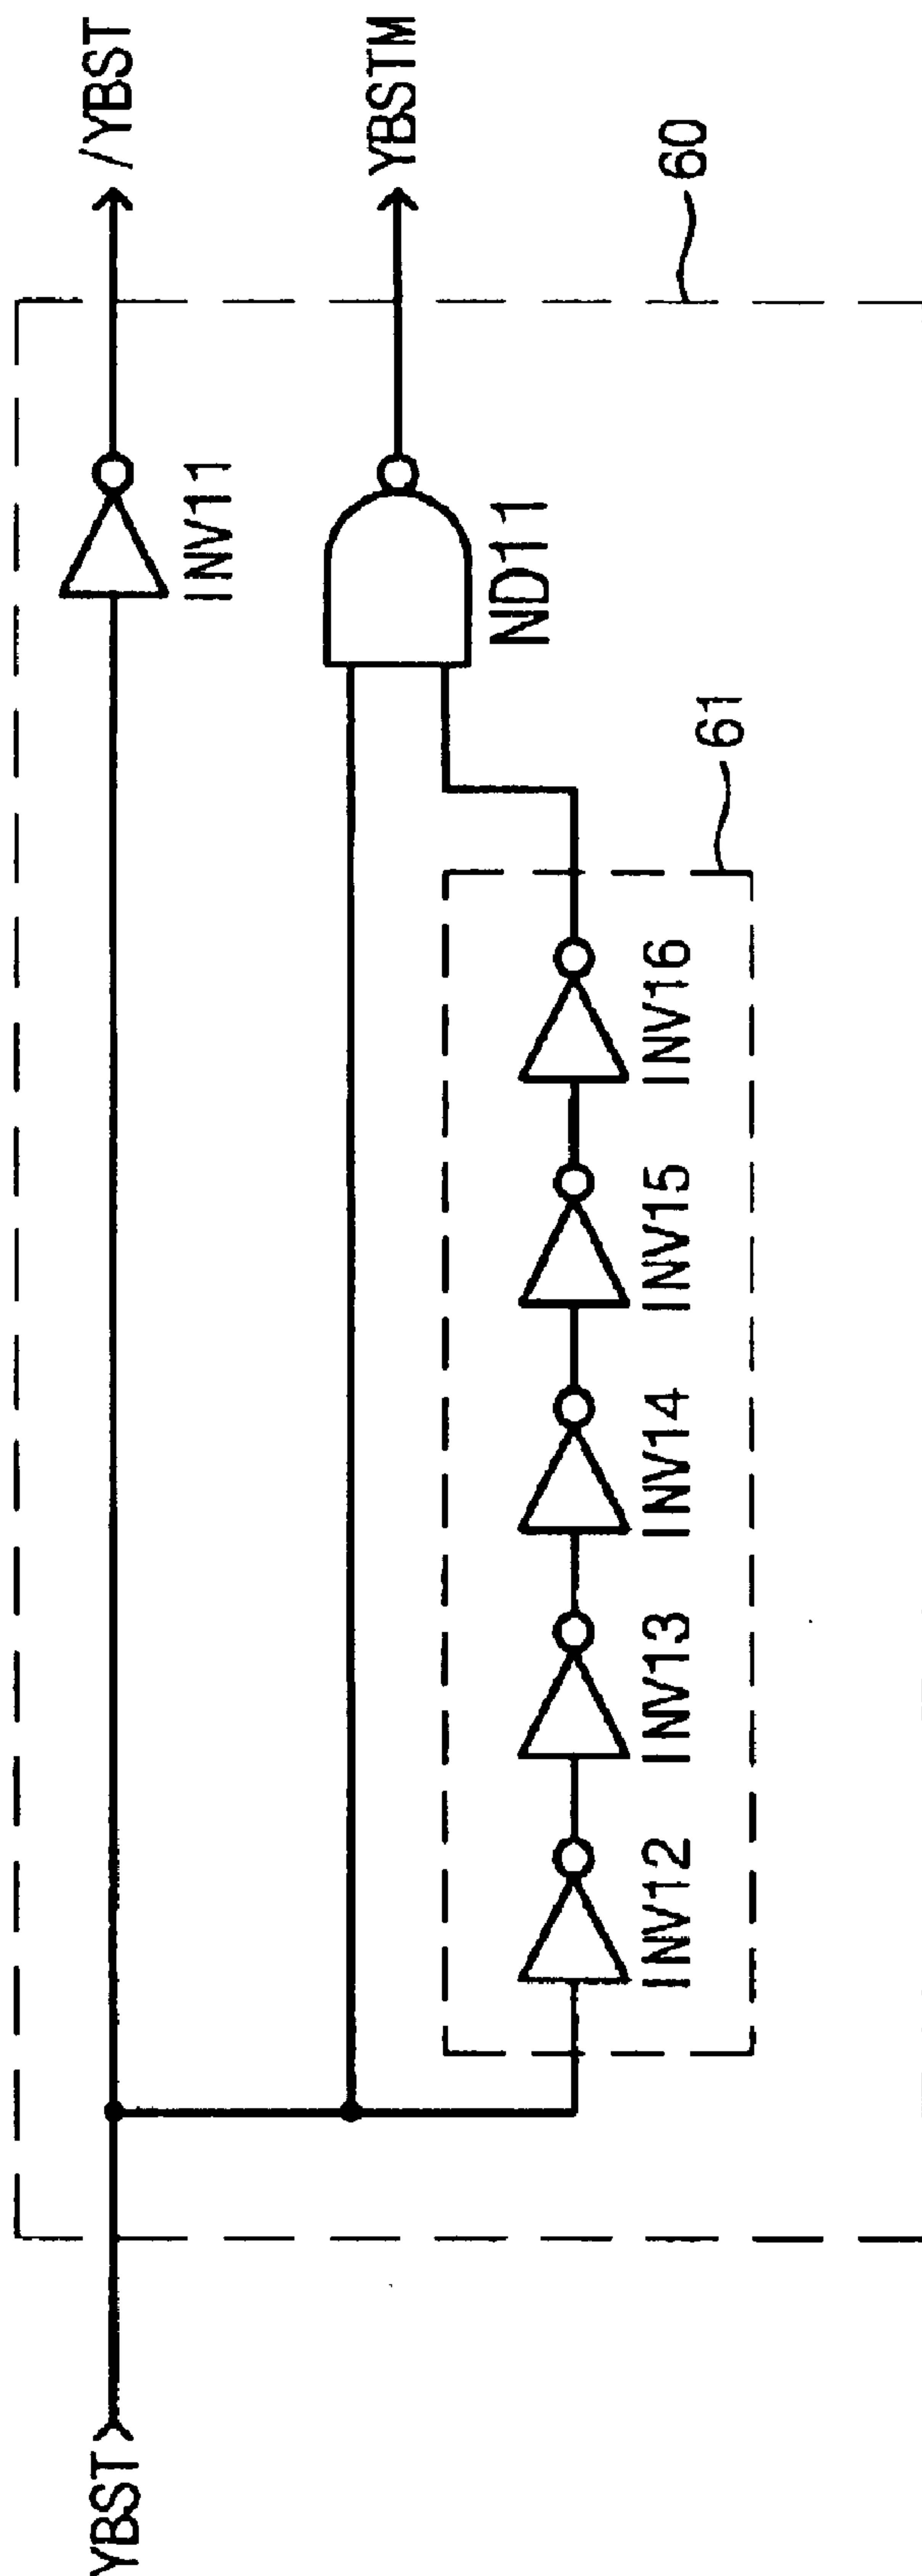 YBST
/YBST
INV11
YBSTM
ND11
60
61
INV12
INV13
INV14
INV15
INV16